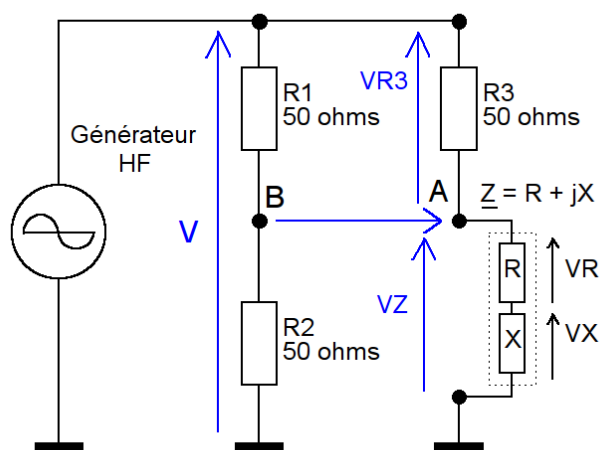 Générateur
HF
V
R1
50 ohms
VR3
R3
50 ohms
B
A
Z = R + jX
R2
50 ohms
VZ
R
VR
X
VX